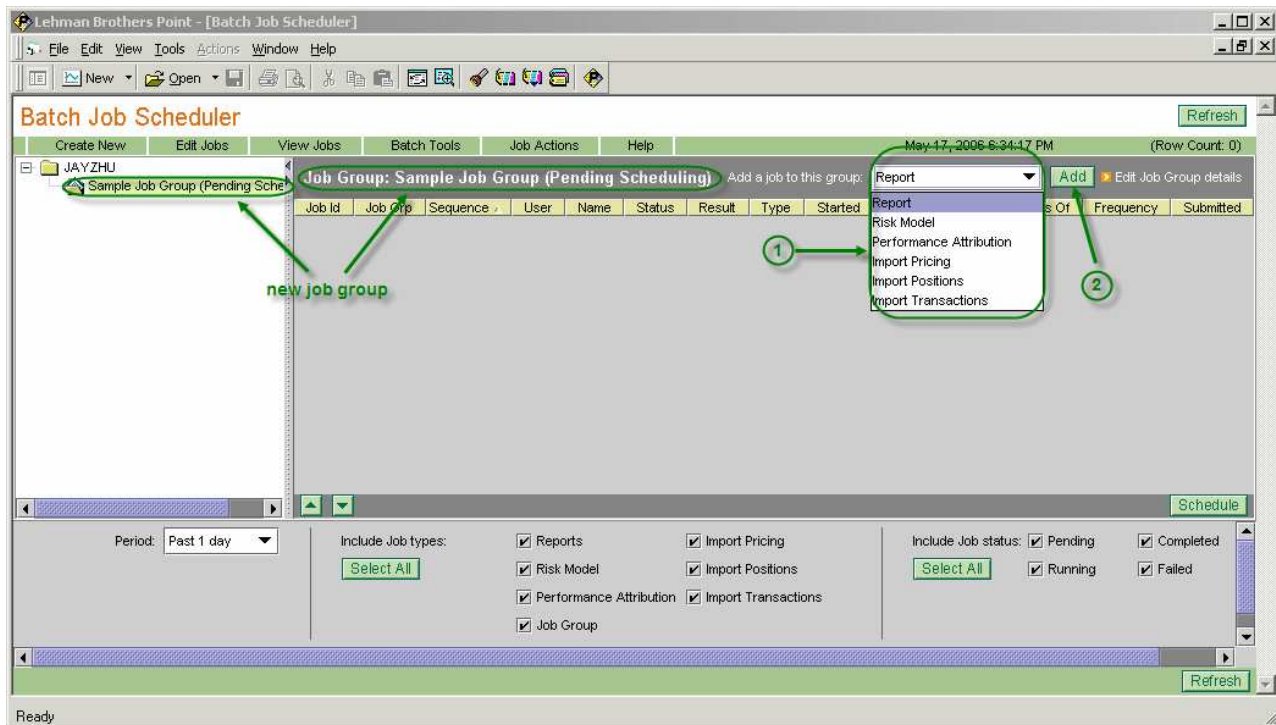 Lehman Brothers Point - [Batch Job Scheduler]
File Edit View Tools Actions Window Help
New Open
Batch Job Scheduler
Refresh
Create New Edit Jobs View Jobs Batch Tools Job Actions Help May 17, 2006 6:34:17 PM (Row Count: 0)
JAYZHU
Sample Job Group (Pending Sche
Job Group: Sample Job Group (Pending Scheduling) Add a job to this group: Report Add Edit Job Group details
Job Id Job Grp Sequence User Name Status Result Type Started s Of Frequency Submitted
Report
Risk Model
Performance Attribution
Import Pricing
Import Positions
Import Transactions
1
2
new job group
Schedule
Period: Past 1 day
Include Job types:
Select All
Reports
Risk Model
Performance Attribution
Job Group
Import Pricing
Import Positions
Import Transactions
Include Job status:
Select All
Pending
Running
Completed
Failed
Refresh
Ready